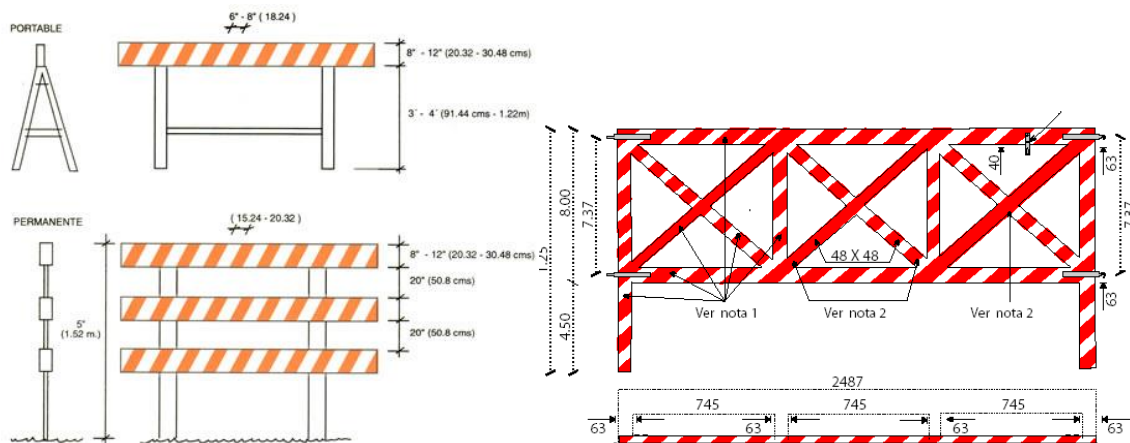 6" - 8" ( 18.24)
PORTABLE
8" - 12" (20.32 - 30.48 cms)
3´ - 4´ (91.44 cms - 1.22m)
PERMANENTE
( 15.24 - 20.32 )
8" - 12" (20.32 - 30.48 cms)
20" (50.8 cms)
20" (50.8 cms)
5"
(1.52 m.)
8.00
7.37
4.50
40
63
7.37
63
48 X 48
Ver nota 1
Ver nota 2
Ver nota 2
2487
745
745
745
63
63
63
63